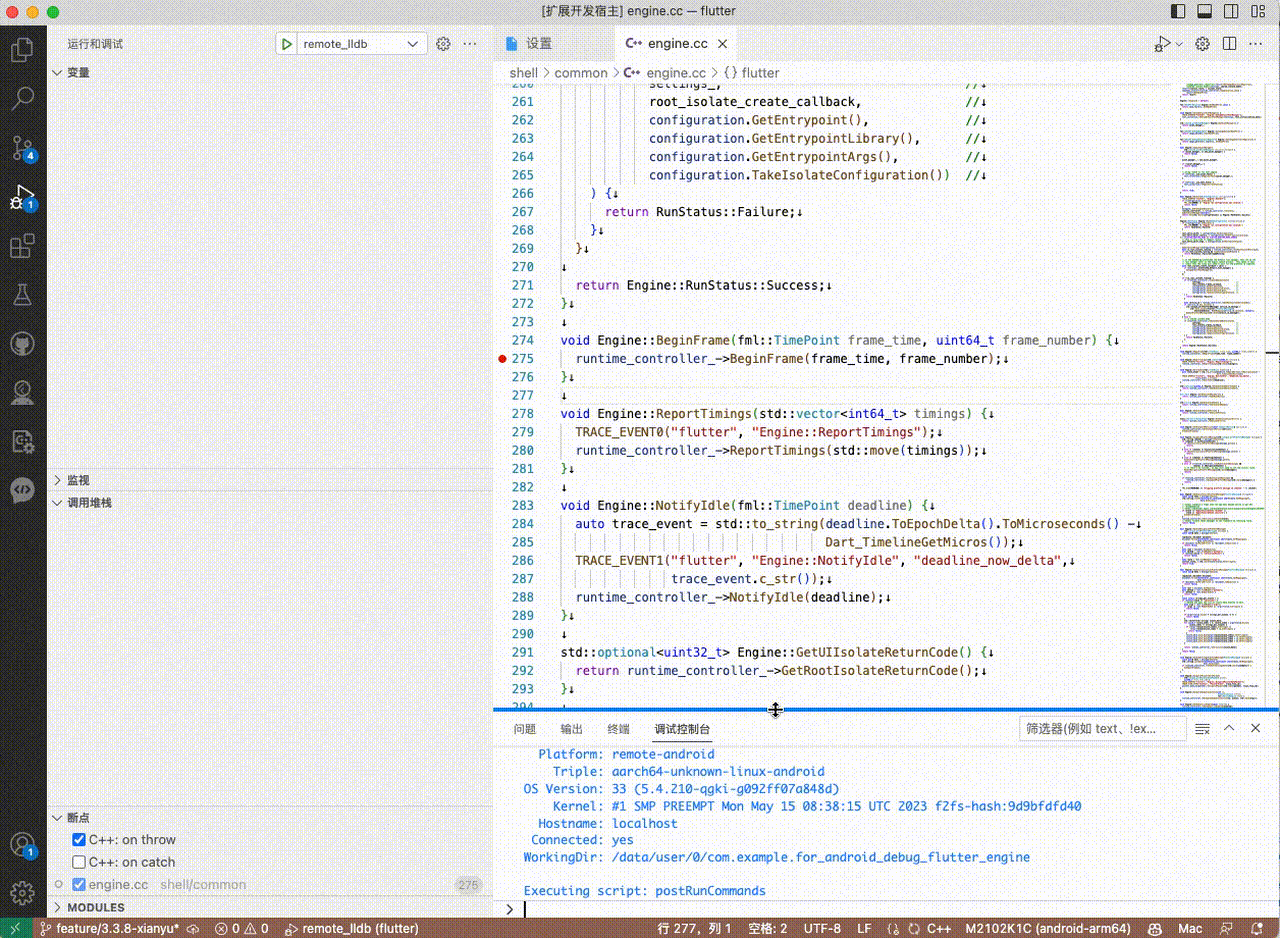 [扩展开发宿主] engine.cc — flutter
运行和调试
remote_lldb
变量
监视
调用堆栈
断点
C++: on throw
C++: on catch
engine.cc shell/common 275
MODULES
4
1
1
设置
C++ engine.cc
shell > common > C++ engine.cc > {} flutter
260 settings_, //↓
261 root_isolate_create_callback, //↓
262 configuration.GetEntrypoint(), //↓
263 configuration.GetEntrypointLibrary(), //↓
264 configuration.GetEntrypointArgs(), //↓
265 configuration.TakeIsolateConfiguration()) //↓
266 ) {↓
267 return RunStatus::Failure;↓
268 }↓
269 }↓
270 ↓
271 return Engine::RunStatus::Success;↓
272 }↓
273 ↓
274 void Engine::BeginFrame(fml::TimePoint frame_time, uint64_t frame_number) {↓
275 runtime_controller_->BeginFrame(frame_time, frame_number);↓
276 }↓
277 ↓
278 void Engine::ReportTimings(std::vector<int64_t> timings) {↓
279 TRACE_EVENT0("flutter", "Engine::ReportTimings");↓
280 runtime_controller_->ReportTimings(std::move(timings));↓
281 }↓
282 ↓
283 void Engine::NotifyIdle(fml::TimePoint deadline) {↓
284 auto trace_event = std::to_string(deadline.ToEpochDelta().ToMicroseconds() -↓
285 Dart_TimelineGetMicros());↓
286 TRACE_EVENT1("flutter", "Engine::NotifyIdle", "deadline_now_delta",↓
287 trace_event.c_str());↓
288 runtime_controller_->NotifyIdle(deadline);↓
289 }↓
290 ↓
291 std::optional<uint32_t> Engine::GetUIIsolateReturnCode() {↓
292 return runtime_controller_->GetRootIsolateReturnCode();↓
293 }↓
294 ↓
问题 输出 终端 调试控制台
筛选器(例如 text、!ex...
Platform: remote-android
Triple: aarch64-unknown-linux-android
OS Version: 33 (5.4.210-qgki-g092ff07a848d)
Kernel: #1 SMP PREEMPT Mon May 15 08:38:15 UTC 2023 f2fs-hash:9d9bfdfd40
Hostname: localhost
Connected: yes
WorkingDir: /data/user/0/com.example.for_android_debug_flutter_engine
Executing script: postRunCommands
>
feature/3.3.8-xianyu* 0 0 remote_lldb (flutter) 行 277，列 1 空格: 2 UTF-8 LF {} C++ M2102K1C (android-arm64) Mac